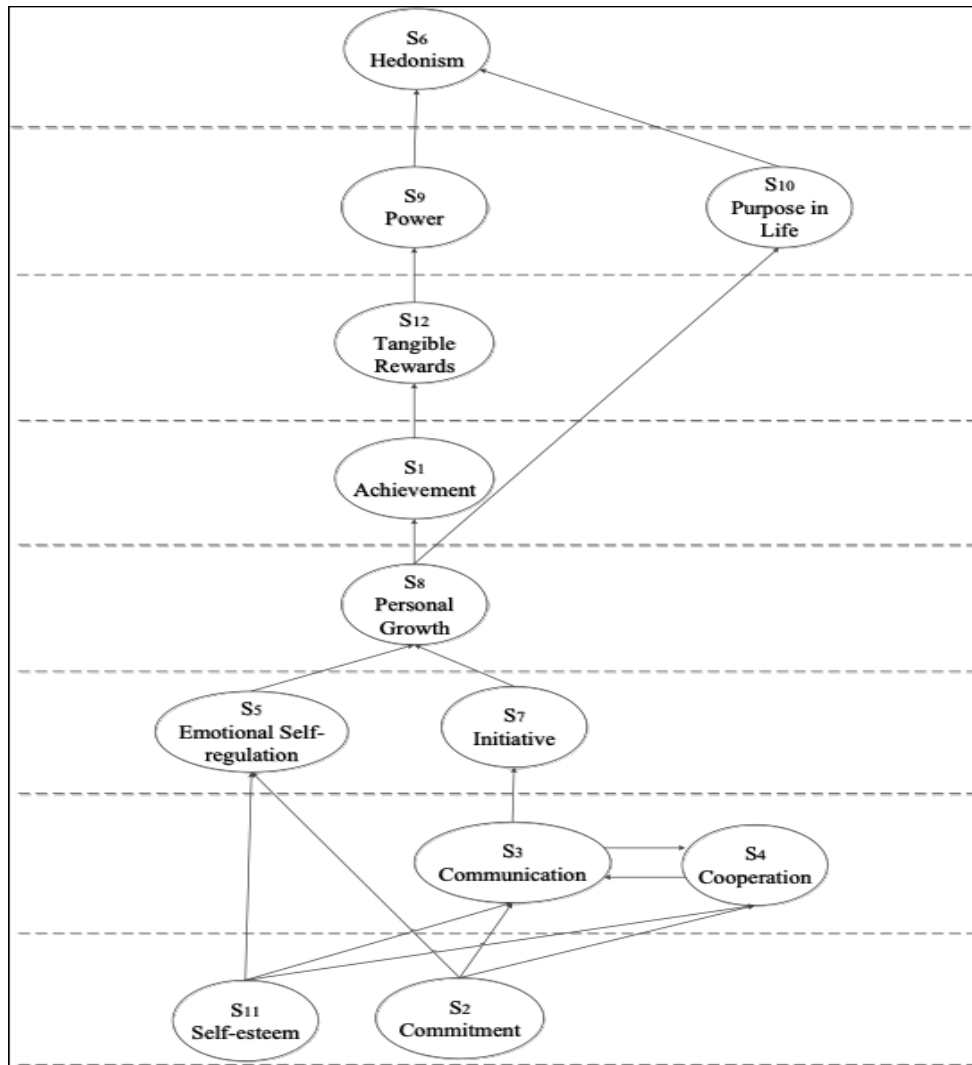 S6
Hedonism
S9
Power
S10
Purpose in
Life
S12
Tangible
Rewards
S1
Achievement
S8
Personal
Growth
S5
Emotional Self-
regulation
S7
Initiative
S3
Communication
S4
Cooperation
S11
Self-esteem
S2
Commitment